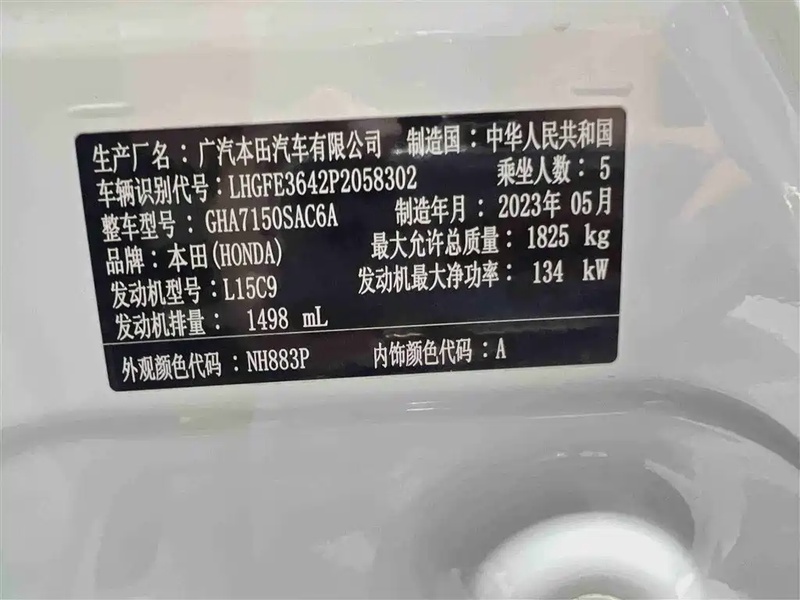 生产厂名：广汽本田汽车有限公司 制造国：中华人民共和国
车辆识别代号：LHGFE3642P2058302 乘坐人数：5
整车型号：GHA7150SAC6A 制造年月：2023年 05月
品牌：本田(HONDA) 最大允许总质量：1825 kg
发动机型号：L15C9 发动机最大净功率：134 kW
发动机排量：1498 mL
外观颜色代码：NH883P 内饰颜色代码：A